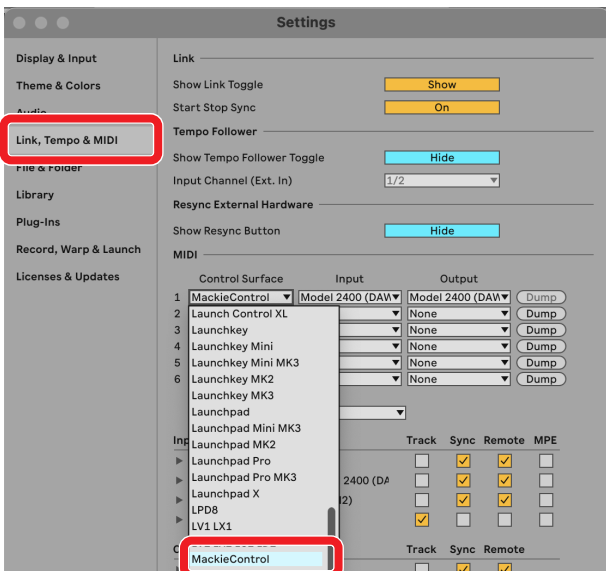 Settings
Display & Input
Theme & Colors
Audio
Link, Tempo & MIDI
File & Folder
Library
Plug-Ins
Record, Warp & Launch
Licenses & Updates
Link
Show Link Toggle Show
Start Stop Sync On
Tempo Follower
Show Tempo Follower Toggle Hide
Input Channel (Ext. In) 1/2
Resync External Hardware
Show Resync Button Hide
MIDI
Control Surface Input Output
1 MackieControl Model 2400 (DAW Model 2400 (DAW Dump
2 Launch Control XL None Dump
3 Launchkey None Dump
4 Launchkey Mini None Dump
5 Launchkey Mini MK3 None Dump
6 Launchkey MK2 None Dump
Launchkey MK3
Launchpad
Launchpad Mini MK3
Inp Launchpad MK2 Track Sync Remote MPE
Launchpad Pro
Launchpad Pro MK3 2400 (DA
Launchpad X 2)
LPD8
LV1 LX1
Track Sync Remote
MackieControl